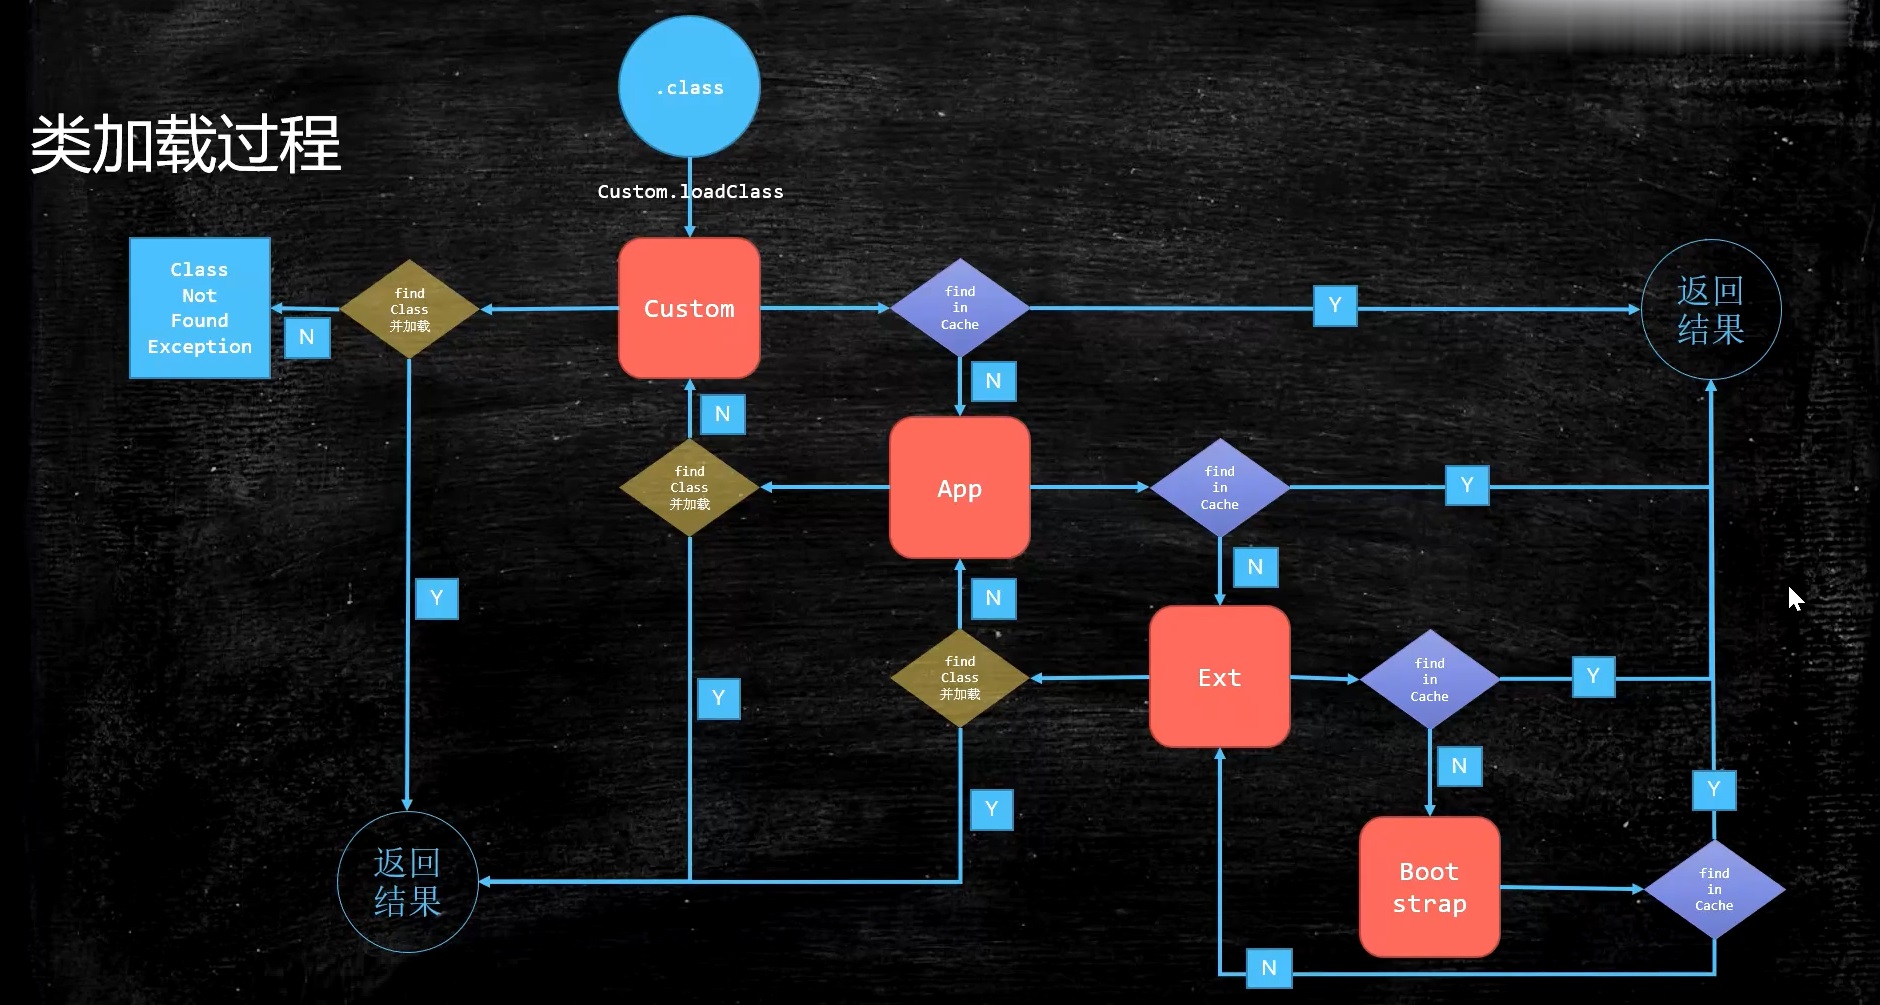 .class
类加载过程
Custom.loadClass
Class
Not
Found
Exception
N
find
Class
并加载
Custom
find
in
Cache
Y
返回
结果
N
N
find
Class
并加载
App
find
in
Cache
Y
N
Y
N
find
Class
并加载
Ext
find
in
Cache
Y
Y
N
Y
Y
返回
结果
Boot
strap
find
in
Cache
N